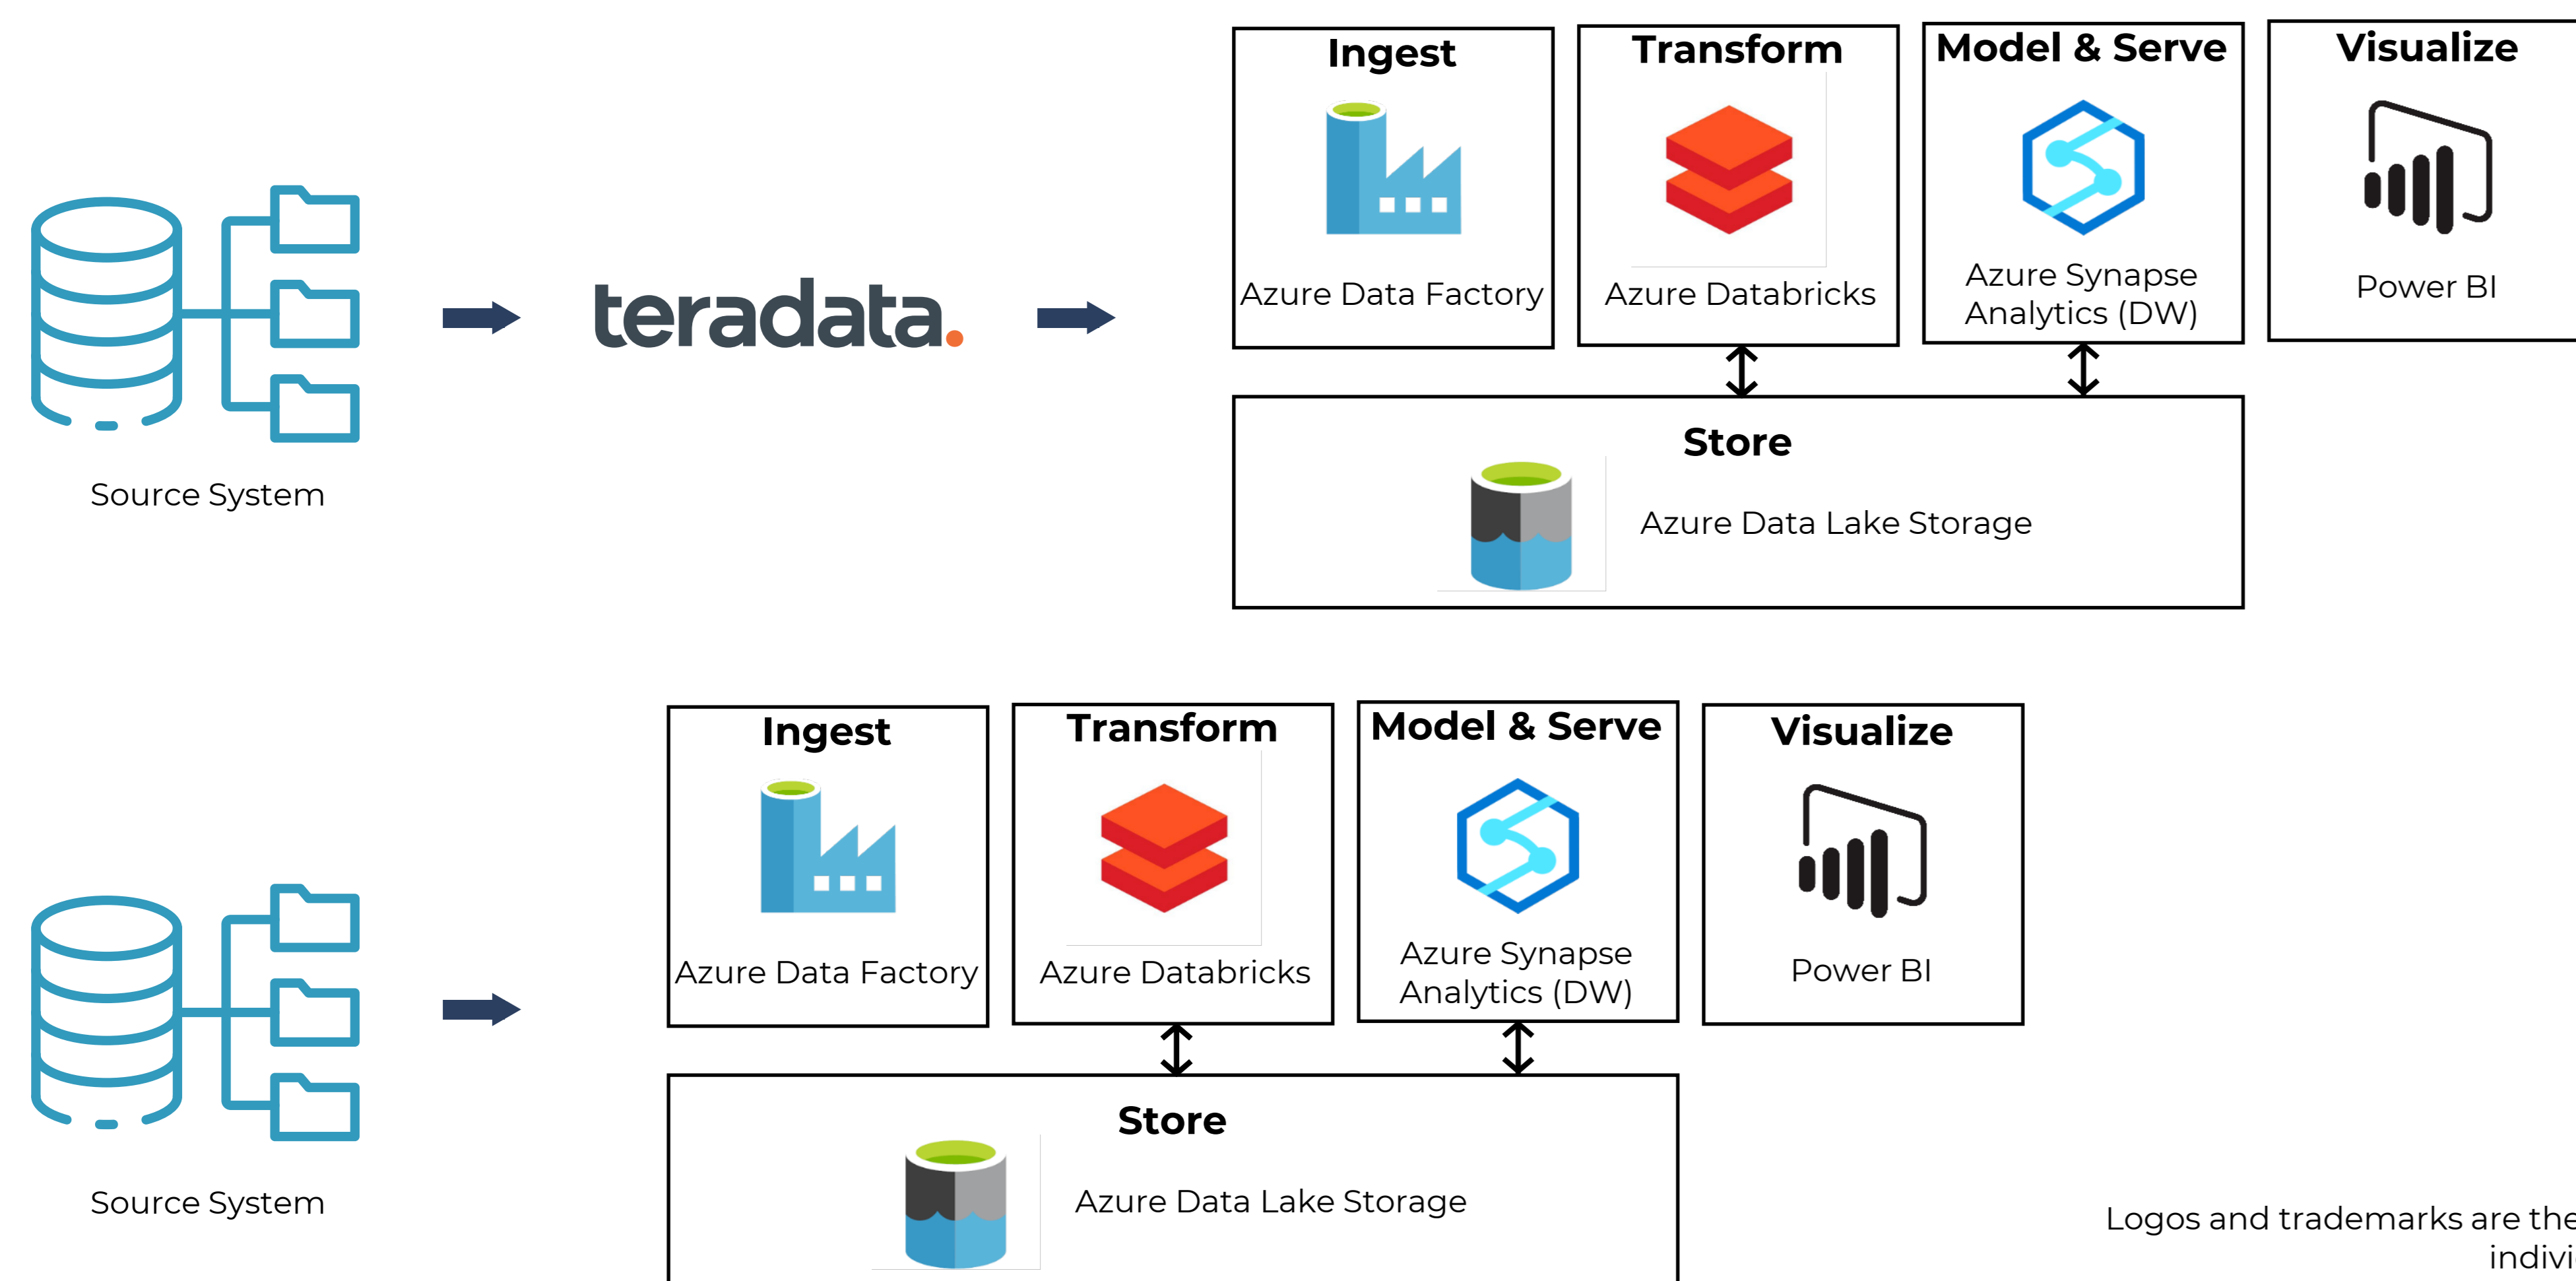 Ingest
Transform
Model & Serve
Visualize
Azure Data Factory
Azure Databricks
Azure Synapse
Analytics (DW)
Power BI
teradata.
Source System
Store
Azure Data Lake Storage
Ingest
Transform
Model & Serve
Visualize
Azure Data Factory
Azure Databricks
Azure Synapse
Analytics (DW)
Power BI
Source System
Store
Azure Data Lake Storage
Logos and trademarks are the